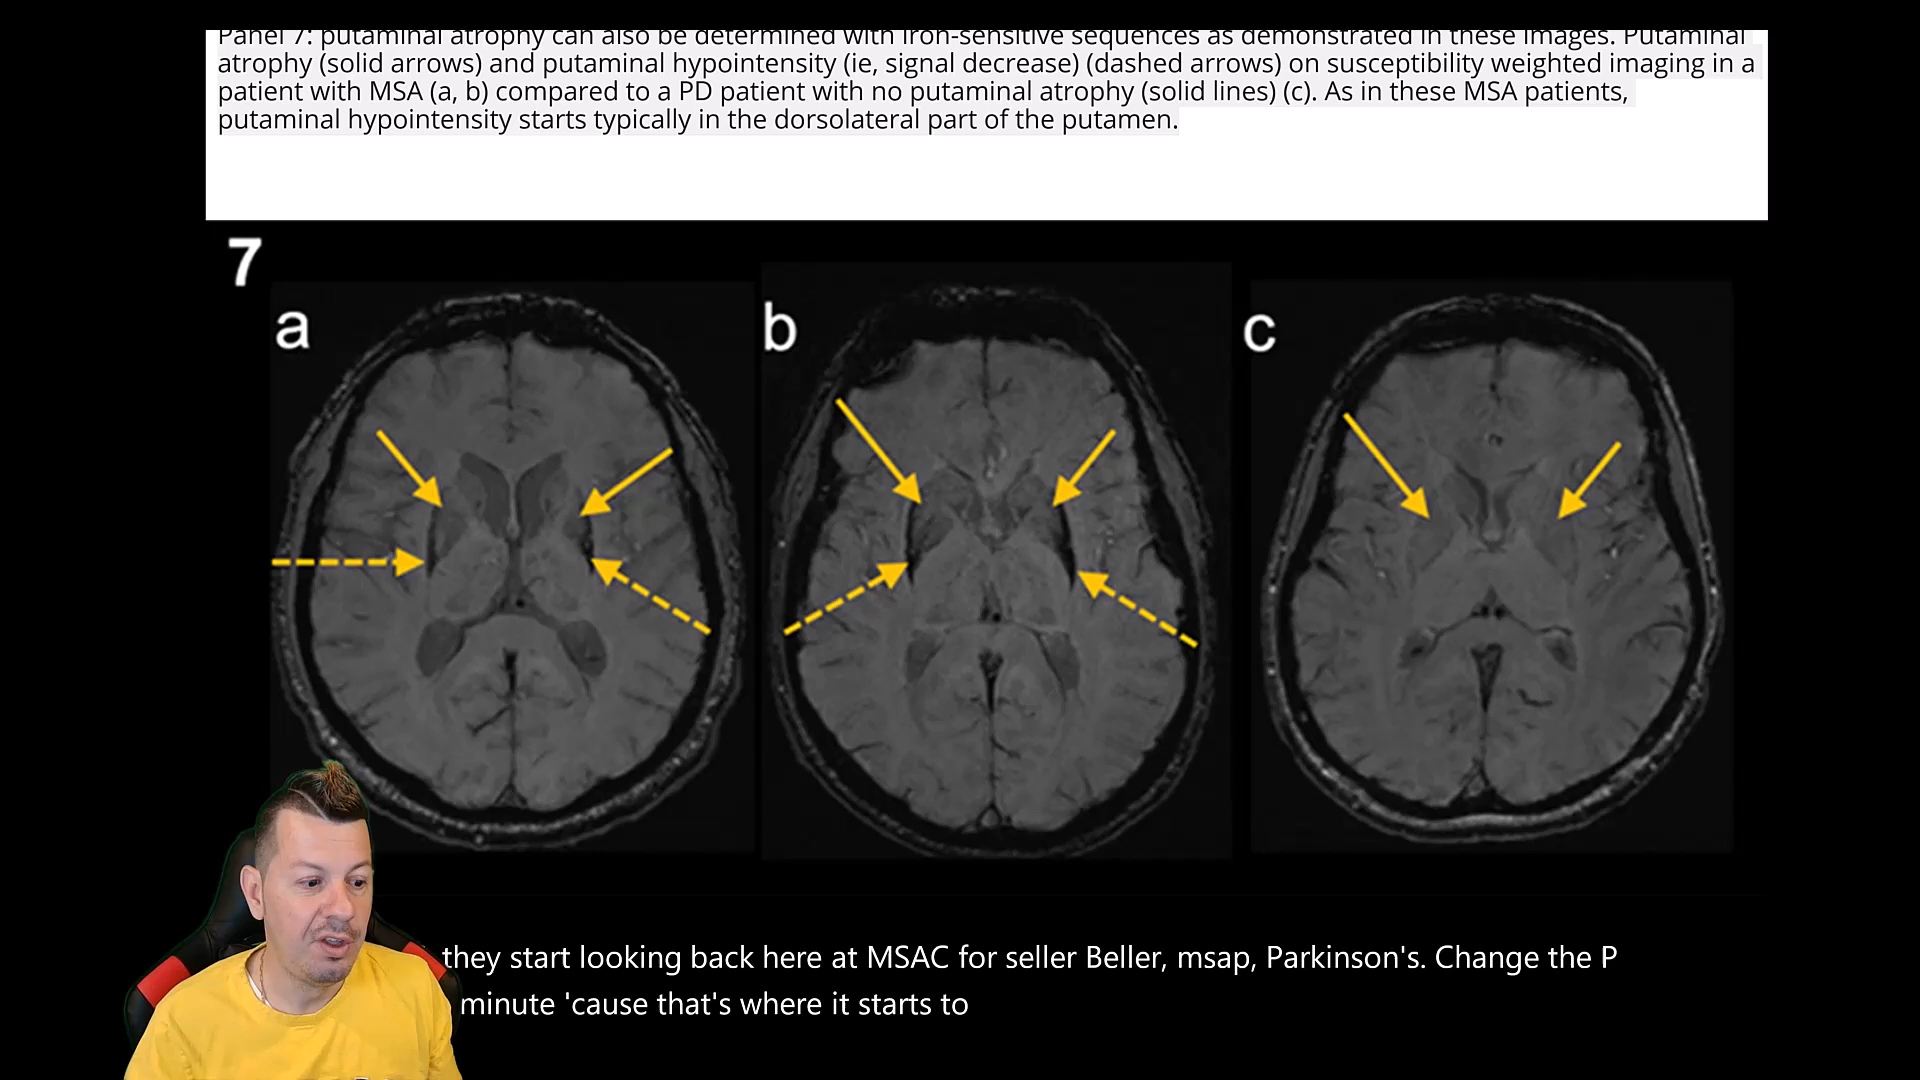 Panel 7: putaminal atrophy can also be determined with iron-sensitive sequences as demonstrated in these images. Putaminal
atrophy (solid arrows) and putaminal hypointensity (ie, signal decrease) (dashed arrows) on susceptibility weighted imaging in a
patient with MSA (a, b) compared to a PD patient with no putaminal atrophy (solid lines) (c). As in these MSA patients,
putaminal hypointensity starts typically in the dorsolateral part of the putamen.
7
a
b
c
they start looking back here at MSAC for seller Beller, msap, Parkinson's. Change the P
minute 'cause that's where it starts to